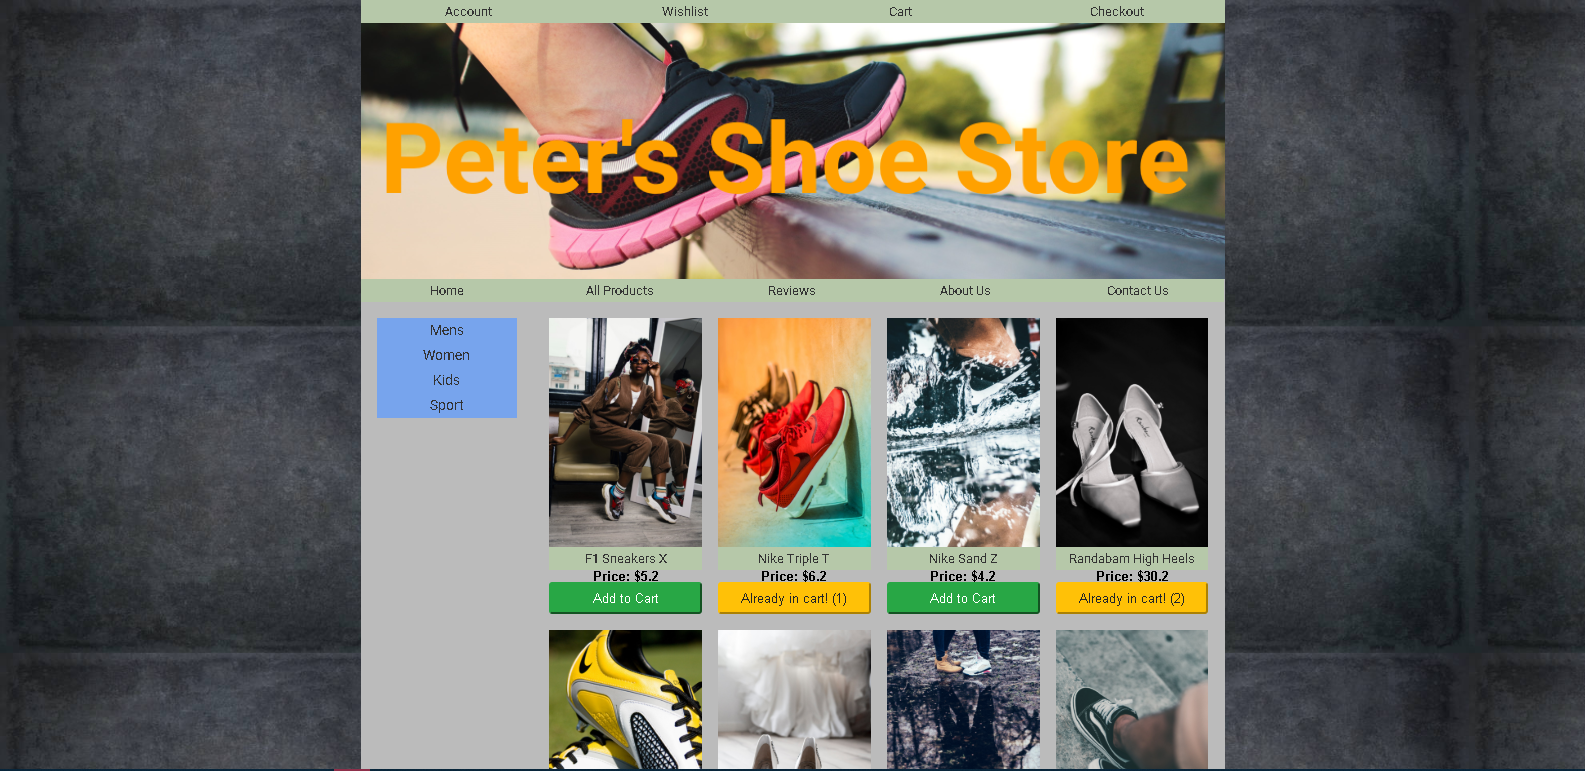 Account Wishlist Cart Checkout
Peter's Shoe Store
Home All Products Reviews About Us Contact Us
Mens
Women
Kids
Sport
F1 Sneakers X Nike Triple T Nike Sand Z Randabam High Heels
Price: $5.2 Price: $6.2 Price: $4.2 Price: $30.2
Add to Cart Already in cart! (1) Add to Cart Already in cart! (2)